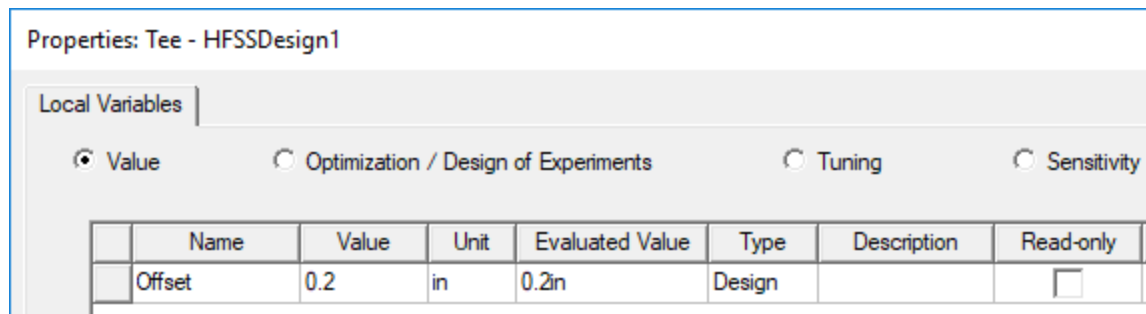 Properties: Tee - HFSSDesign1
Local Variables
Value Optimization / Design of Experiments Tuning Sensitivity
Name Value Unit Evaluated Value Type Description Read-only
Offset 0.2 in 0.2in Design